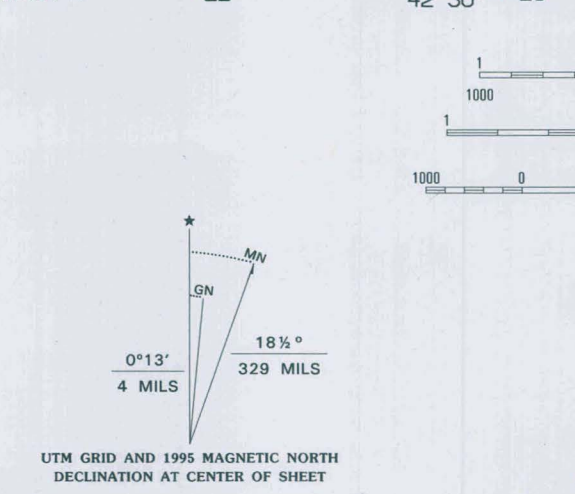 42'30"
1
1000
1
1000 0
★
MN
GN
18½°
329 MILS
0°13′
4 MILS
UTM GRID AND 1995 MAGNETIC NORTH
DECLINATION AT CENTER OF SHEET